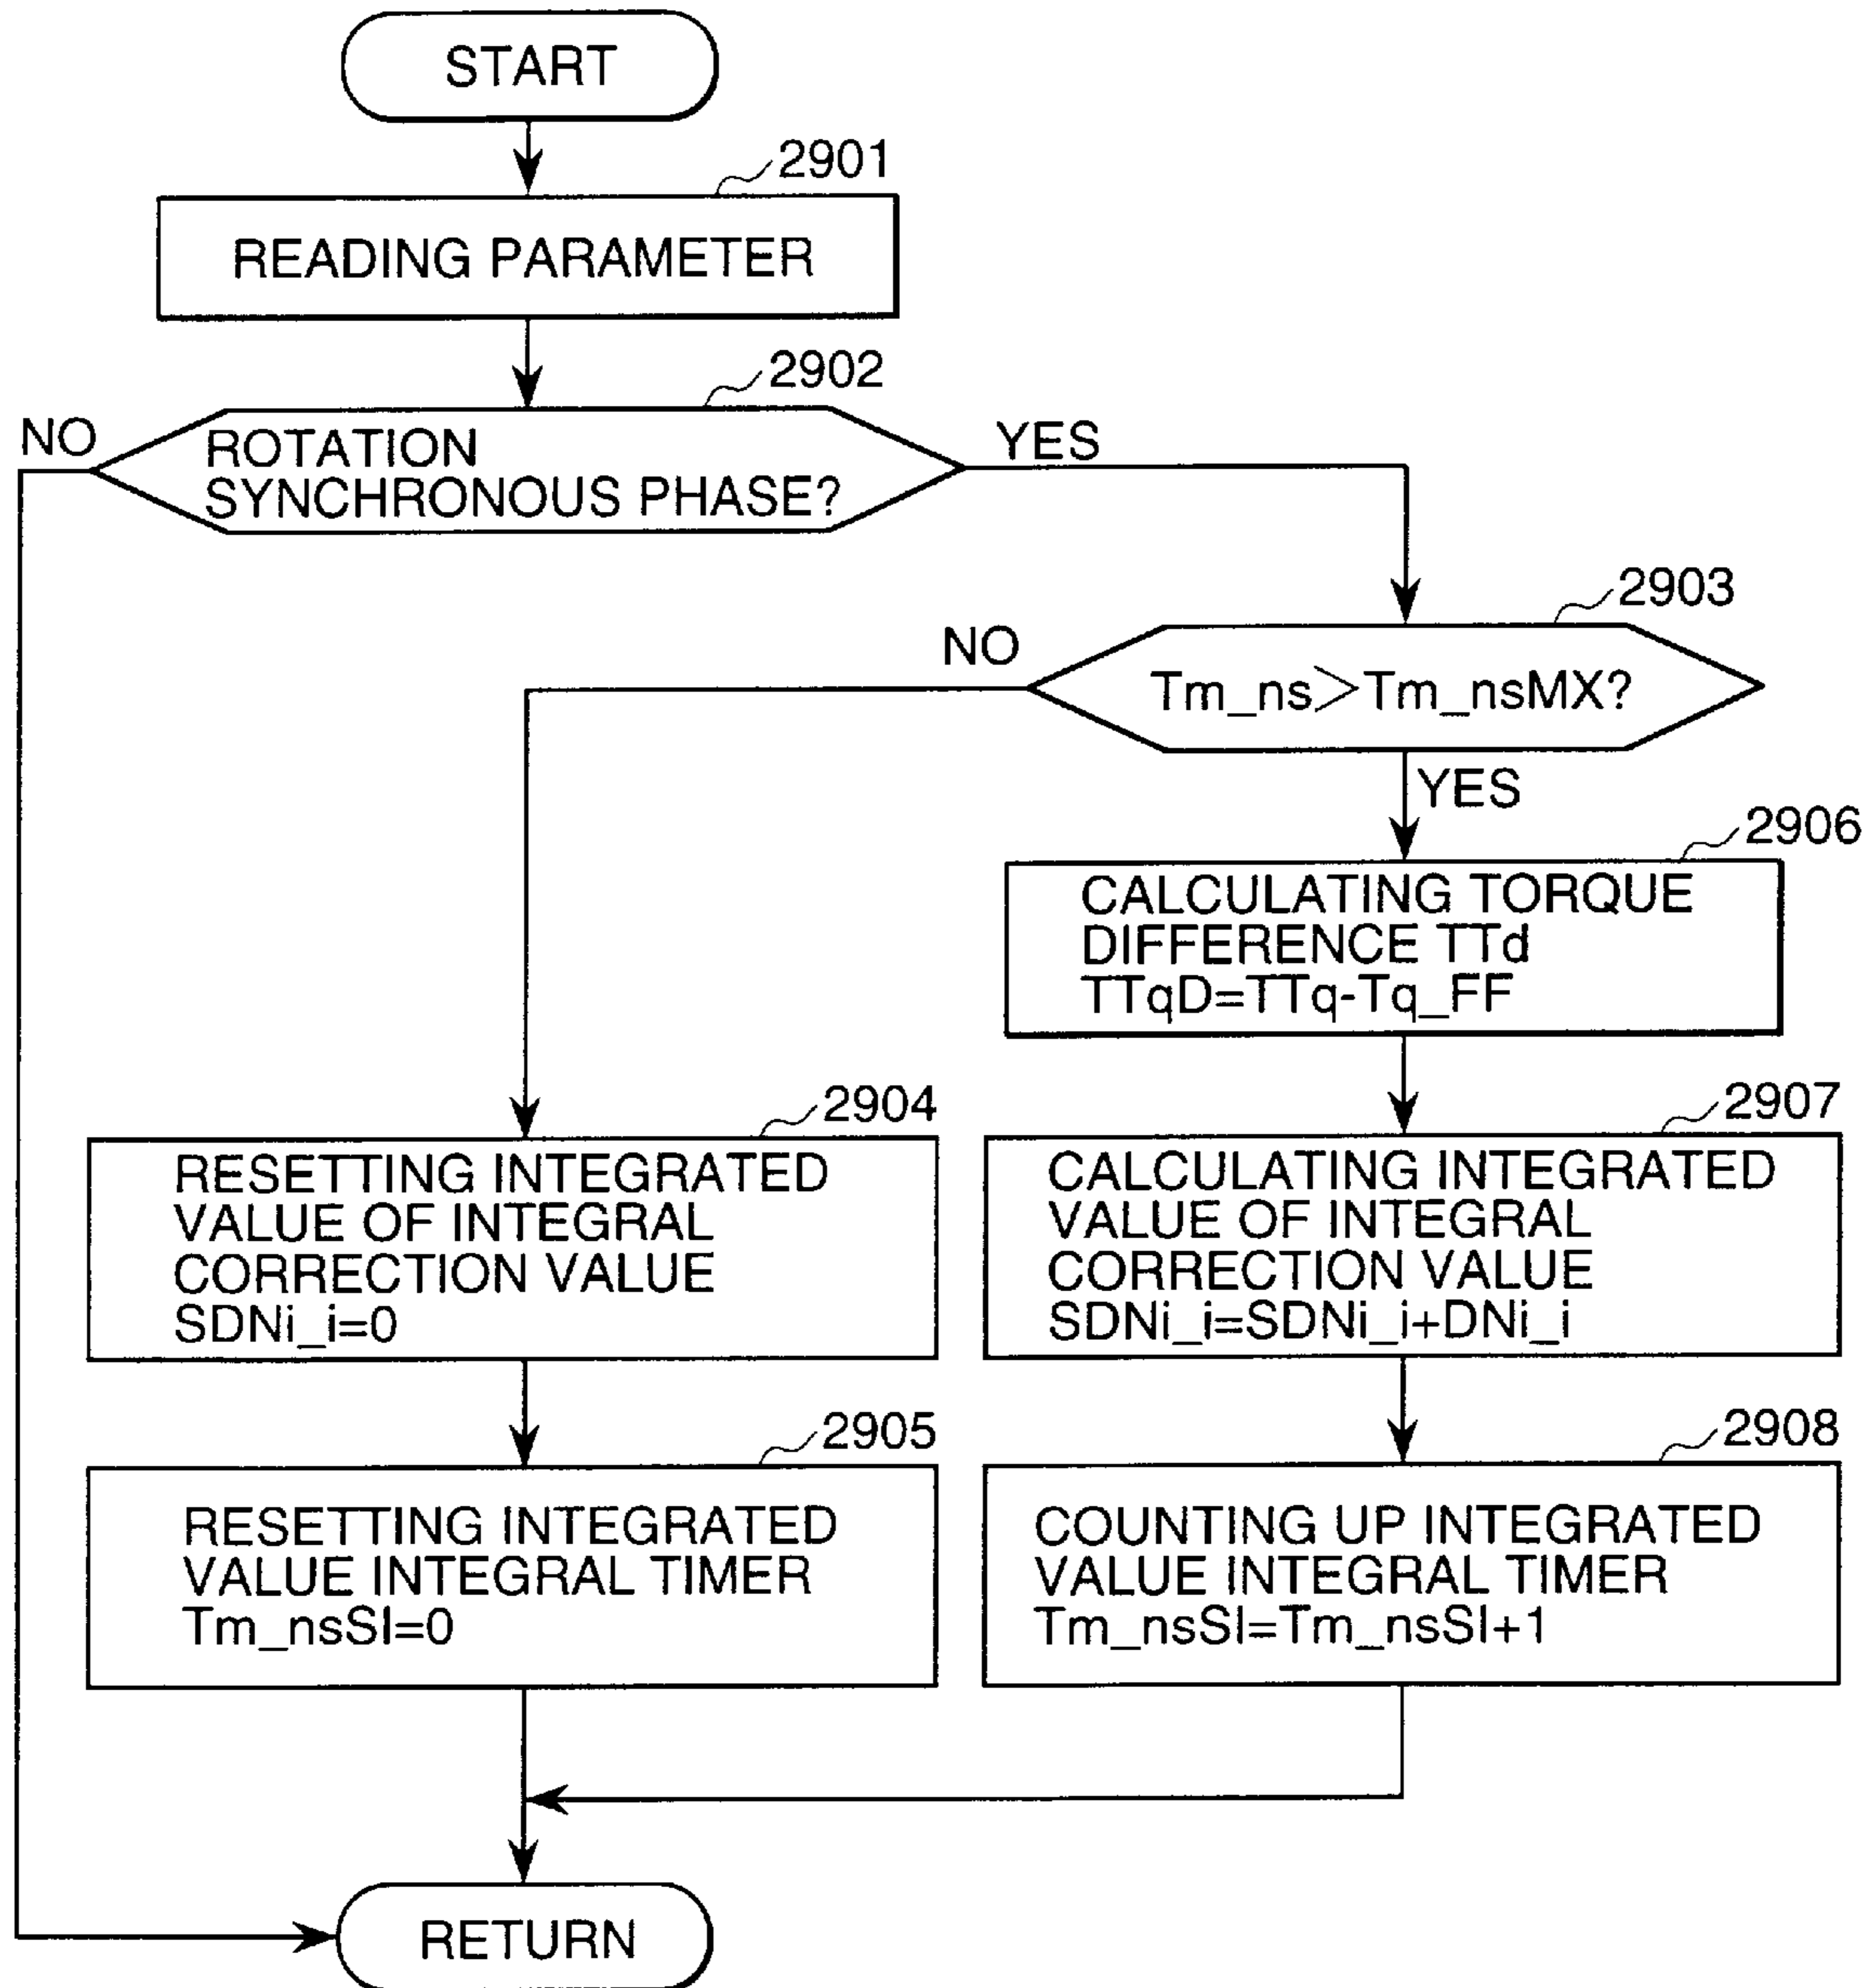 START
2901
READING PARAMETER
2902
NO
ROTATION
SYNCHRONOUS PHASE?
YES
2903
NO
Tm_ns>Tm_nsMX?
YES
2906
CALCULATING TORQUE
DIFFERENCE TTd
TTqD=TTq-Tq_FF
2904
RESETTING INTEGRATED
VALUE OF INTEGRAL
CORRECTION VALUE
SDNi_i=0
2907
CALCULATING INTEGRATED
VALUE OF INTEGRAL
CORRECTION VALUE
SDNi_i=SDNi_i+DNi_i
2905
RESETTING INTEGRATED
VALUE INTEGRAL TIMER
Tm_nsSI=0
2908
COUNTING UP INTEGRATED
VALUE INTEGRAL TIMER
Tm_nsSI=Tm_nsSI+1
RETURN